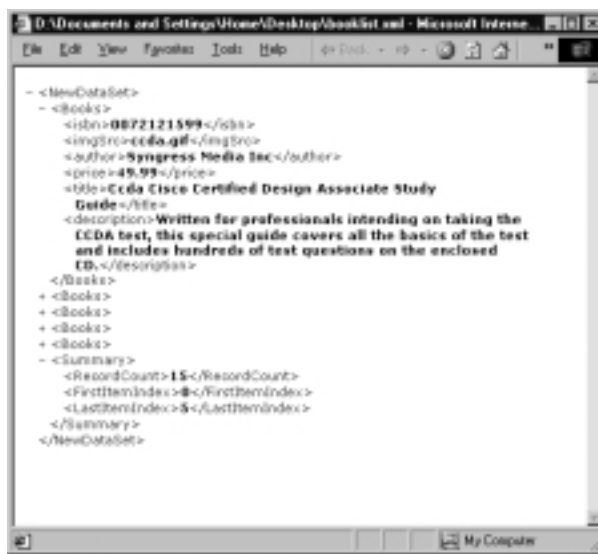 D:\Documents and Settings\Home\Desktop\booklist.xml - Microsoft Interne...
File Edit View Favorites Tools Help Back
- <NewDataSet>
- <Books>
<isbn>0072121599</isbn>
<imgSrc>ccda.gif</imgSrc>
<author>Syngress Media Inc</author>
<price>49.99</price>
<title>Ccda Cisco Certified Design Associate Study
Guide</title>
<description>Written for professionals intending on taking the
CCDA test, this special guide covers all the basics of the test
and includes hundreds of test questions on the enclosed
CD.</description>
</Books>
+ <Books>
+ <Books>
+ <Books>
+ <Books>
- <Summary>
<RecordCount>15</RecordCount>
<FirstItemIndex>0</FirstItemIndex>
<LastItemIndex>5</LastItemIndex>
</Summary>
</NewDataSet>
My Computer